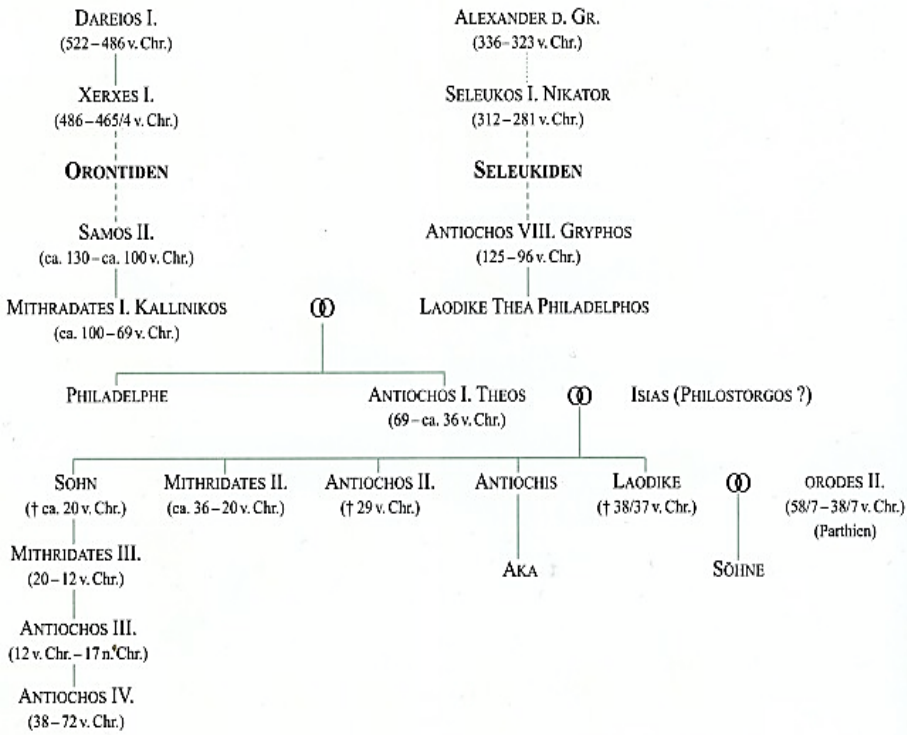 DAREIOS I.
(522–486 v. Chr.)
XERXES I.
(486–465/4 v. Chr.)
ORONTIDEN
SAMOS II.
(ca. 130–ca. 100 v. Chr.)
MITHRADATES I. KALLINIKOS
(ca. 100–69 v. Chr.)
ALEXANDER D. GR.
(336–323 v. Chr.)
SELEUKOS I. NIKATOR
(312–281 v. Chr.)
SELEUKIDEN
ANTIOCHOS VIII. GRYPHOS
(125–96 v. Chr.)
LAODIKE THEA PHILADELPHOS
PHILADELPHE
ANTIOCHOS I. THEOS
(69–ca. 36 v. Chr.)
ISIAS (PHILOSTORGOS ?)
SOHN
(† ca. 20 v. Chr.)
MITHRIDATES II.
(ca. 36–20 v. Chr.)
ANTIOCHOS II.
(† 29 v. Chr.)
ANTIOCHIS
LAODIKE
(† 38/37 v. Chr.)
ORODES II.
(58/7–38/7 v. Chr.)
(Parthien)
MITHRIDATES III.
(20–12 v. Chr.)
AKA
SÖHNE
ANTIOCHOS III.
(12 v. Chr.–17 n. Chr.)
ANTIOCHOS IV.
(38–72 v. Chr.)